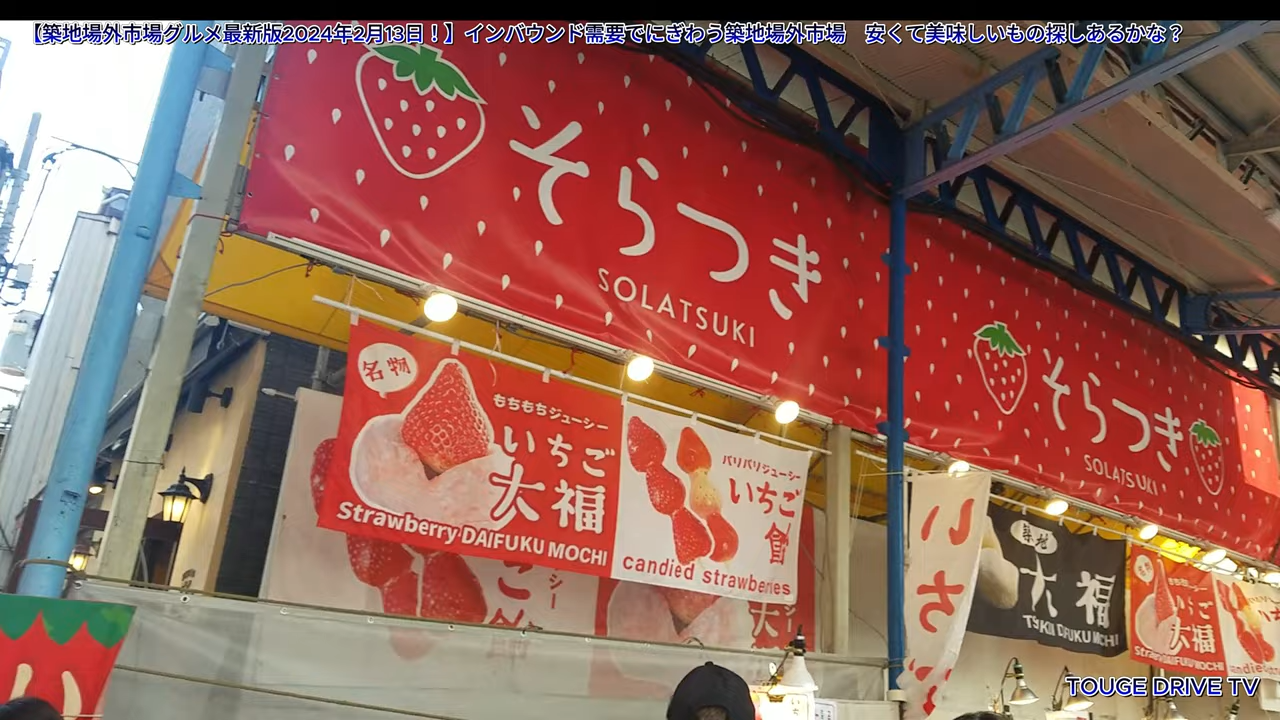 【築地場外市場グルメ最新版2024年2月13日！】インバウンド需要でにぎわう築地場外市場　安くて美味しいもの探しあるかな？
そらつき
SOLATSUKI
そらつき
SOLATSUKI
名物
もちもちジューシー
いちご
大福
Strawberry DAIFUKU MOCHI
パリパリジューシー
いちご
飴
candied strawberries
築地
大福
いちご
大福
Strawberry DAIFUKU MOCHI
TOUGE DRIVE TV